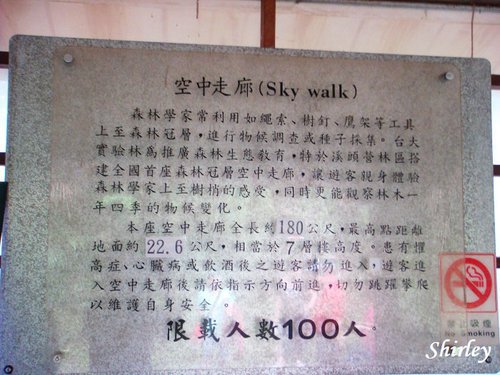 空中走廊(Sky walk)
森林學家常利用如繩索、樹釘、鷹架等工具
上至森林冠層，進行物候調查或種子採集。台大
實驗林為推廣森林生態教育，特於溪頭營林區搭
建全國首座森林冠層空中走廊，讓遊客親身體驗
森林學家上至樹梢的感受，同時更能觀察林木一
年四季的物候變化。
本座空中走廊全長約180公尺，最高點距離
地面約22.6公尺，相當於7層樓高度。患有懼
高症、心臟病或飲酒後之遊客請勿進入，遊客進
入空中走廊後請依指示方向前進，切勿跳躍攀爬
以維護自身安全。
限載人數100人。
禁止吸煙
No Smoking
Shirley